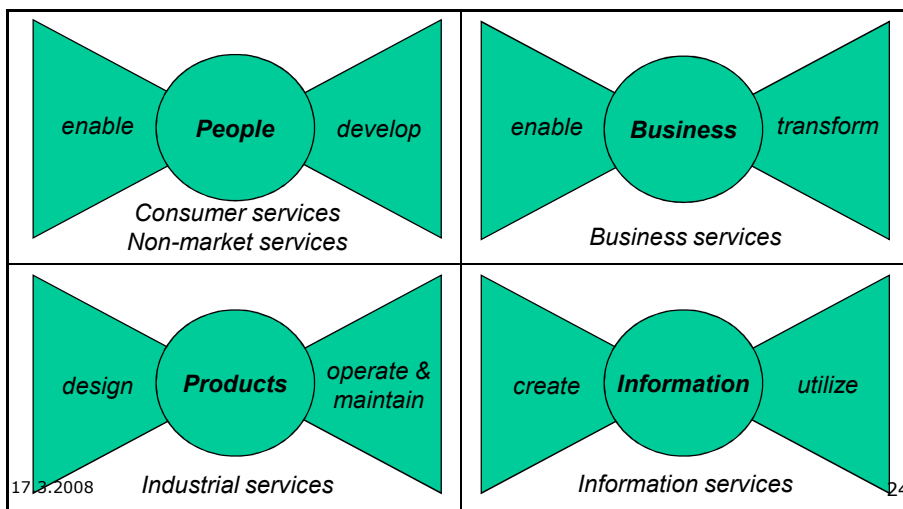 enable
People
develop
Consumer services
Non-market services
enable
Business
transform
Business services
design
Products
operate &
maintain
Industrial services
create
Information
utilize
Information services
17.3.2008
24